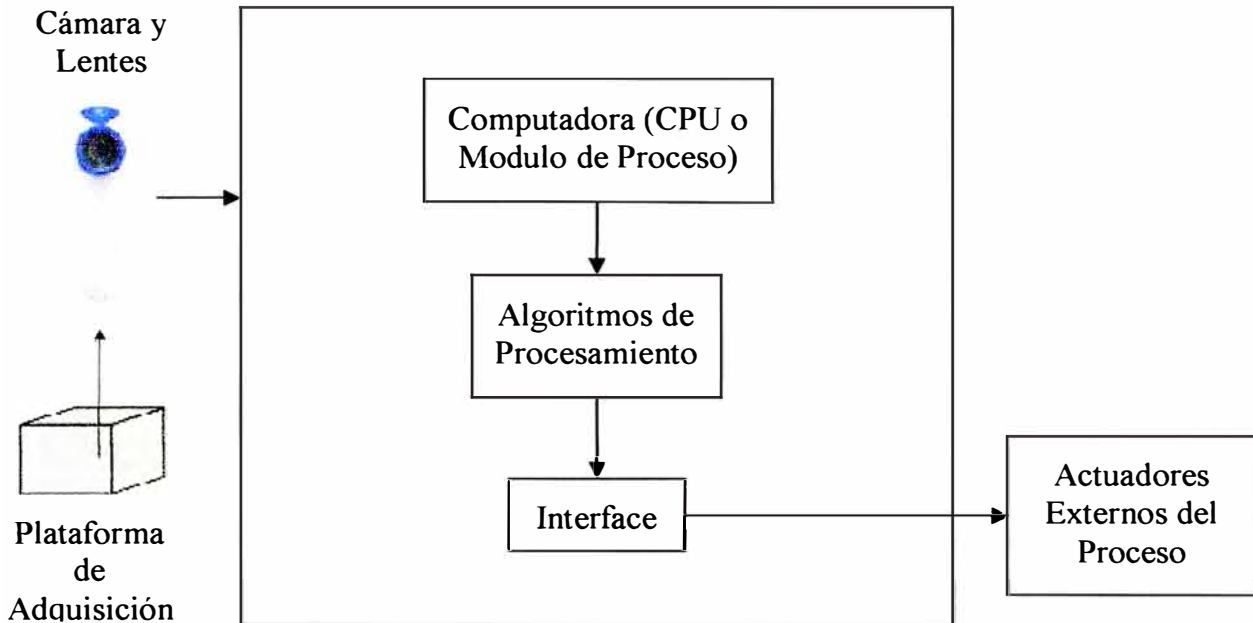 Cámara y
Lentes
Computadora (CPU o
Modulo de Proceso)
Algoritmos de
Procesamiento
Interface
Actuadores
Externos del
Proceso
Plataforma
de
Adquisición